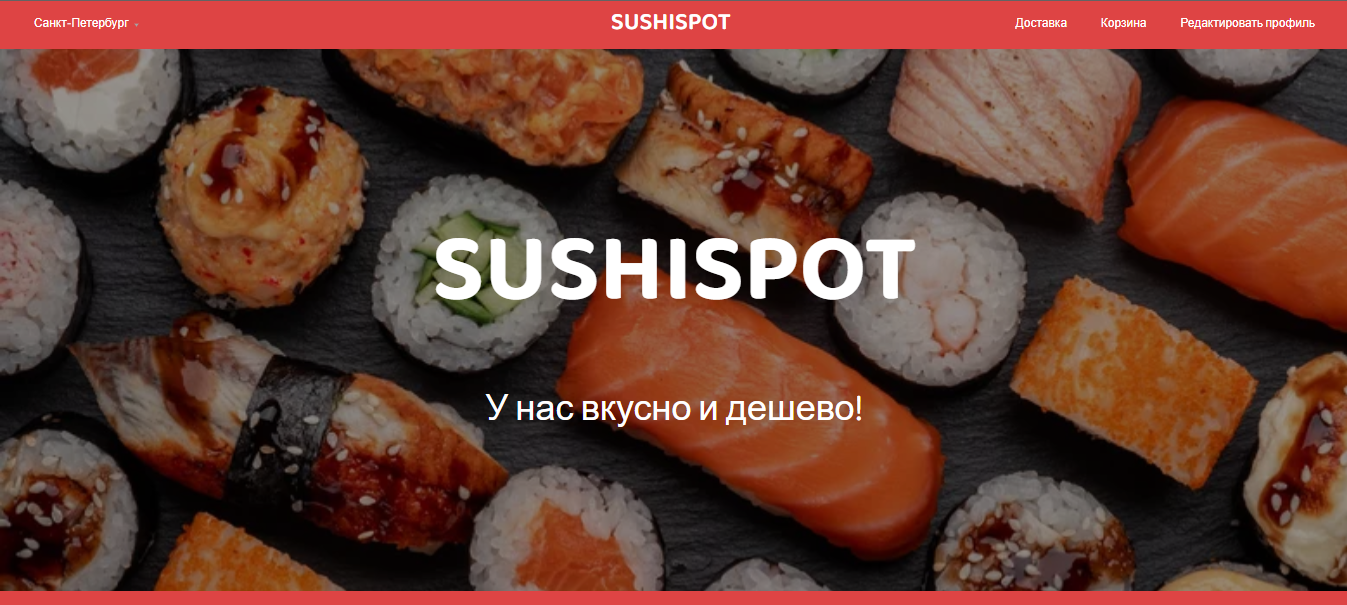 Санкт-Петербург
SUSHISPOT
Доставка
Корзина
Редактировать профиль
SUSHISPOT
У нас вкусно и дешево!